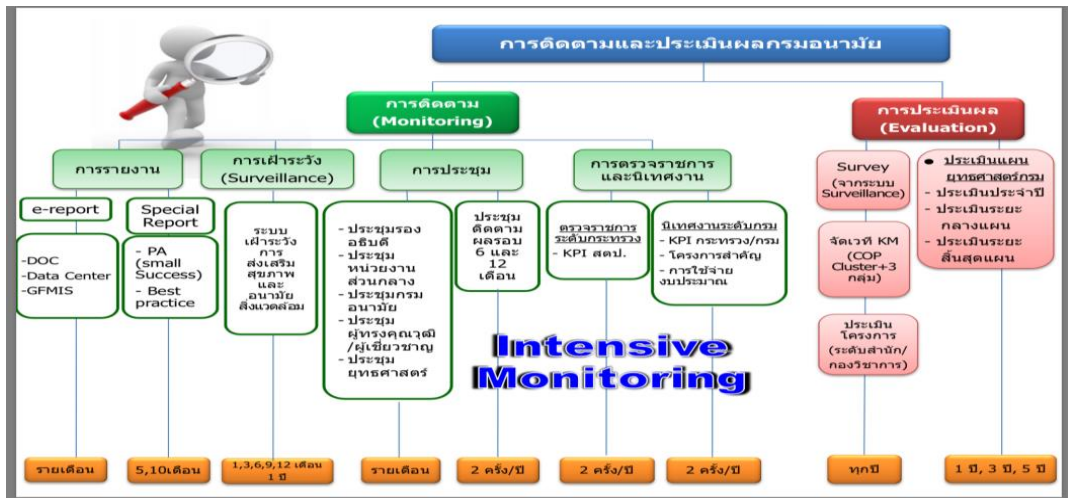 การติดตามและประเมินผลกรมอนามัย
การติดตาม
(Monitoring)
การประเมินผล
(Evaluation)
การรายงาน
การเฝ้าระวัง
(Surveillance)
การประชุม
การตรวจราชการ
และนิเทศงาน
e-report
-DOC
-Data Center
-GFMIS
Special
Report
- PA
(small
Success)
- Best
practice
ระบบ
เฝ้าระวัง
การ
ส่งเสริม
สุขภาพ
และ
อนามัย
สิ่งแวดล้อม
- ประชุมรอง
อธิบดี
- ประชุม
หน่วยงาน
ส่วนกลาง
- ประชุมกรม
อนามัย
- ประชุม
ผู้ทรงคุณวุฒิ
/ผู้เชี่ยวชาญ
- ประชุม
ยุทธศาสตร์
ประชุม
ติดตาม
ผลรอบ
6 และ
12
เดือน
ตรวจราชการ
ระดับกระทรวง
- KPI สตป.
นิเทศงานระดับกรม
- KPI กระทรวง/กรม
- โครงการสำคัญ
- การใช้จ่าย
งบประมาณ
Survey
(จากระบบ
Surveillance)
จัดเวที KM
(COP
Cluster+3
กลุ่ม)
ประเมิน
โครงการ
(ระดับสำนัก/
กองวิชาการ)
● ประเมินแผน
ยุทธศาสตร์กรม
- ประเมินประจำปี
- ประเมินระยะ
กลางแผน
- ประเมินระยะ
สิ้นสุดแผน
Intensive
Monitoring
รายเดือน
5,10เดือน
1,3,6,9,12 เดือน
1 ปี
รายเดือน
2 ครั้ง/ปี
2 ครั้ง/ปี
2 ครั้ง/ปี
ทุกปี
1 ปี, 3 ปี, 5 ปี